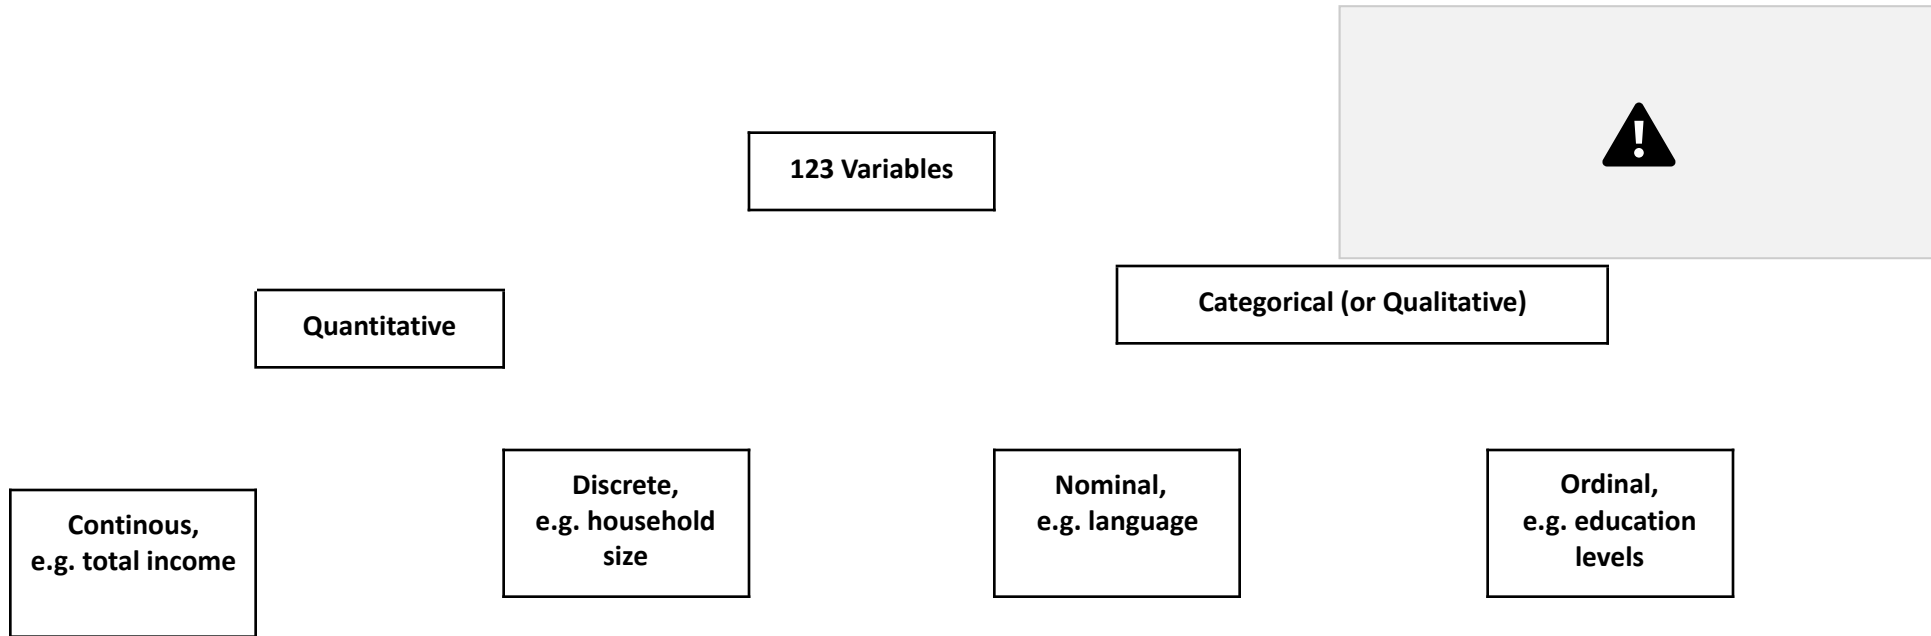 123 Variables
Quantitative
Categorical (or Qualitative)
Continous,
e.g. total income
Discrete,
e.g. household
size
Nominal,
e.g. language
Ordinal,
e.g. education
levels